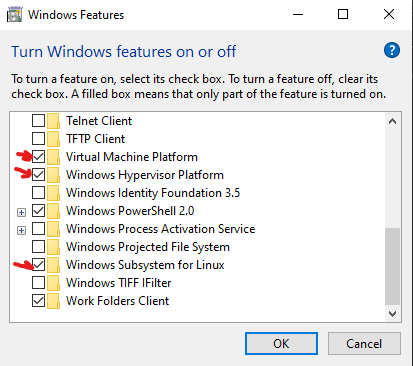 Windows Features
Turn Windows features on or off
To turn a feature on, select its check box. To turn a feature off, clear its
check box. A filled box means that only part of the feature is turned on.
Telnet Client
TFTP Client
Virtual Machine Platform
Windows Hypervisor Platform
Windows Identity Foundation 3.5
Windows PowerShell 2.0
Windows Process Activation Service
Windows Projected File System
Windows Subsystem for Linux
Windows TIFF IFilter
Work Folders Client
OK
Cancel